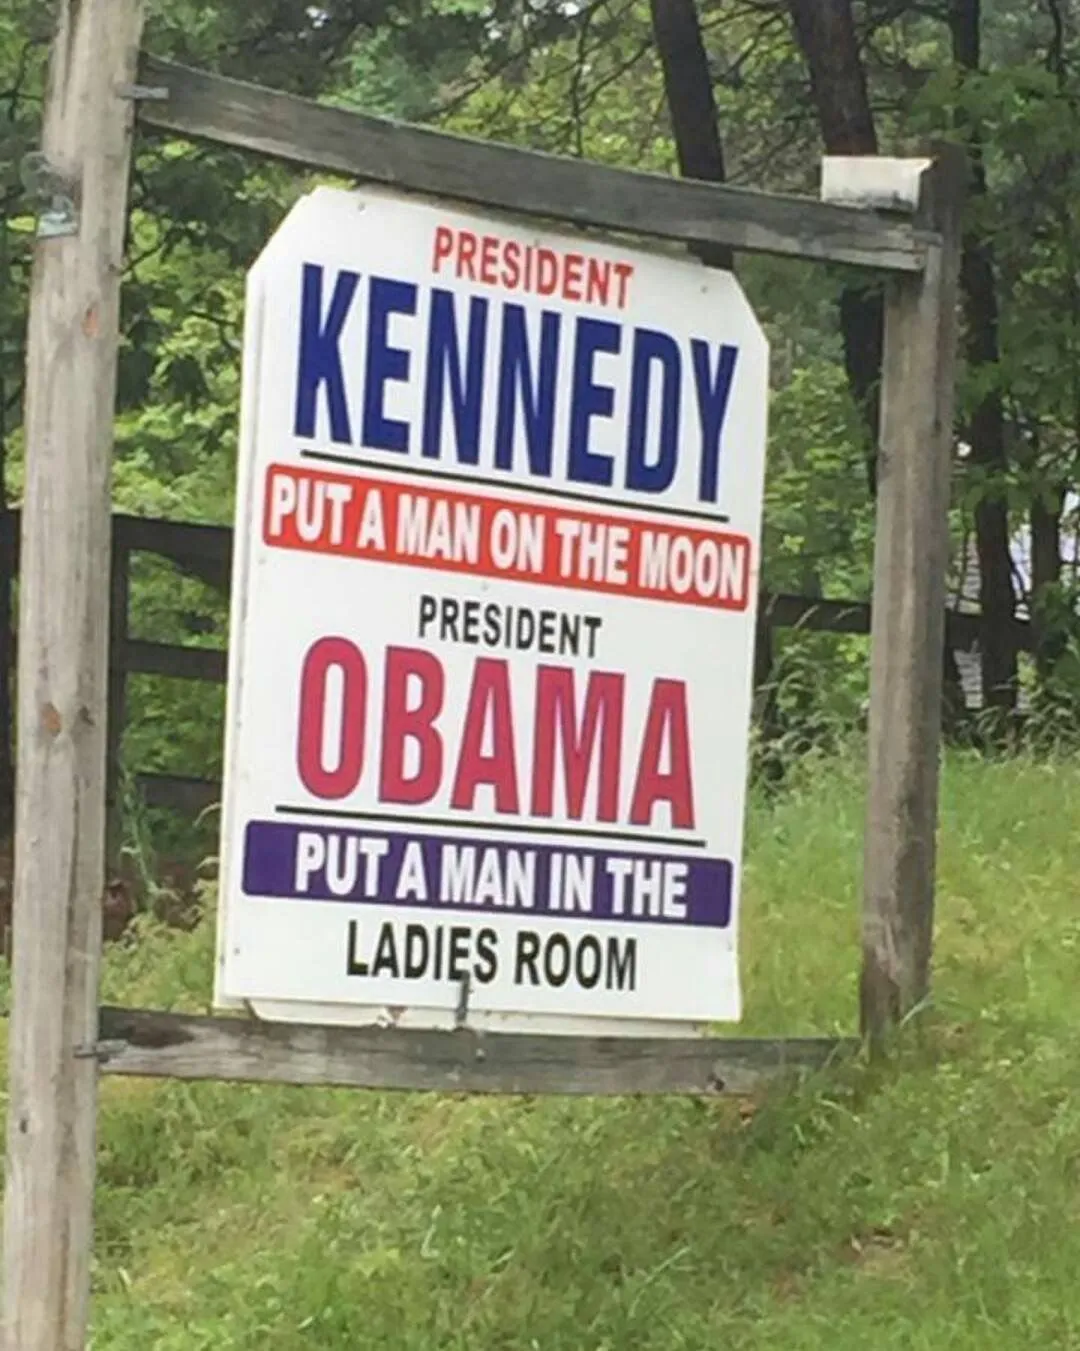 PRESIDENT
KENNEDY
PUT A MAN ON THE MOON
PRESIDENT
OBAMA
PUT A MAN IN THE
LADIES ROOM